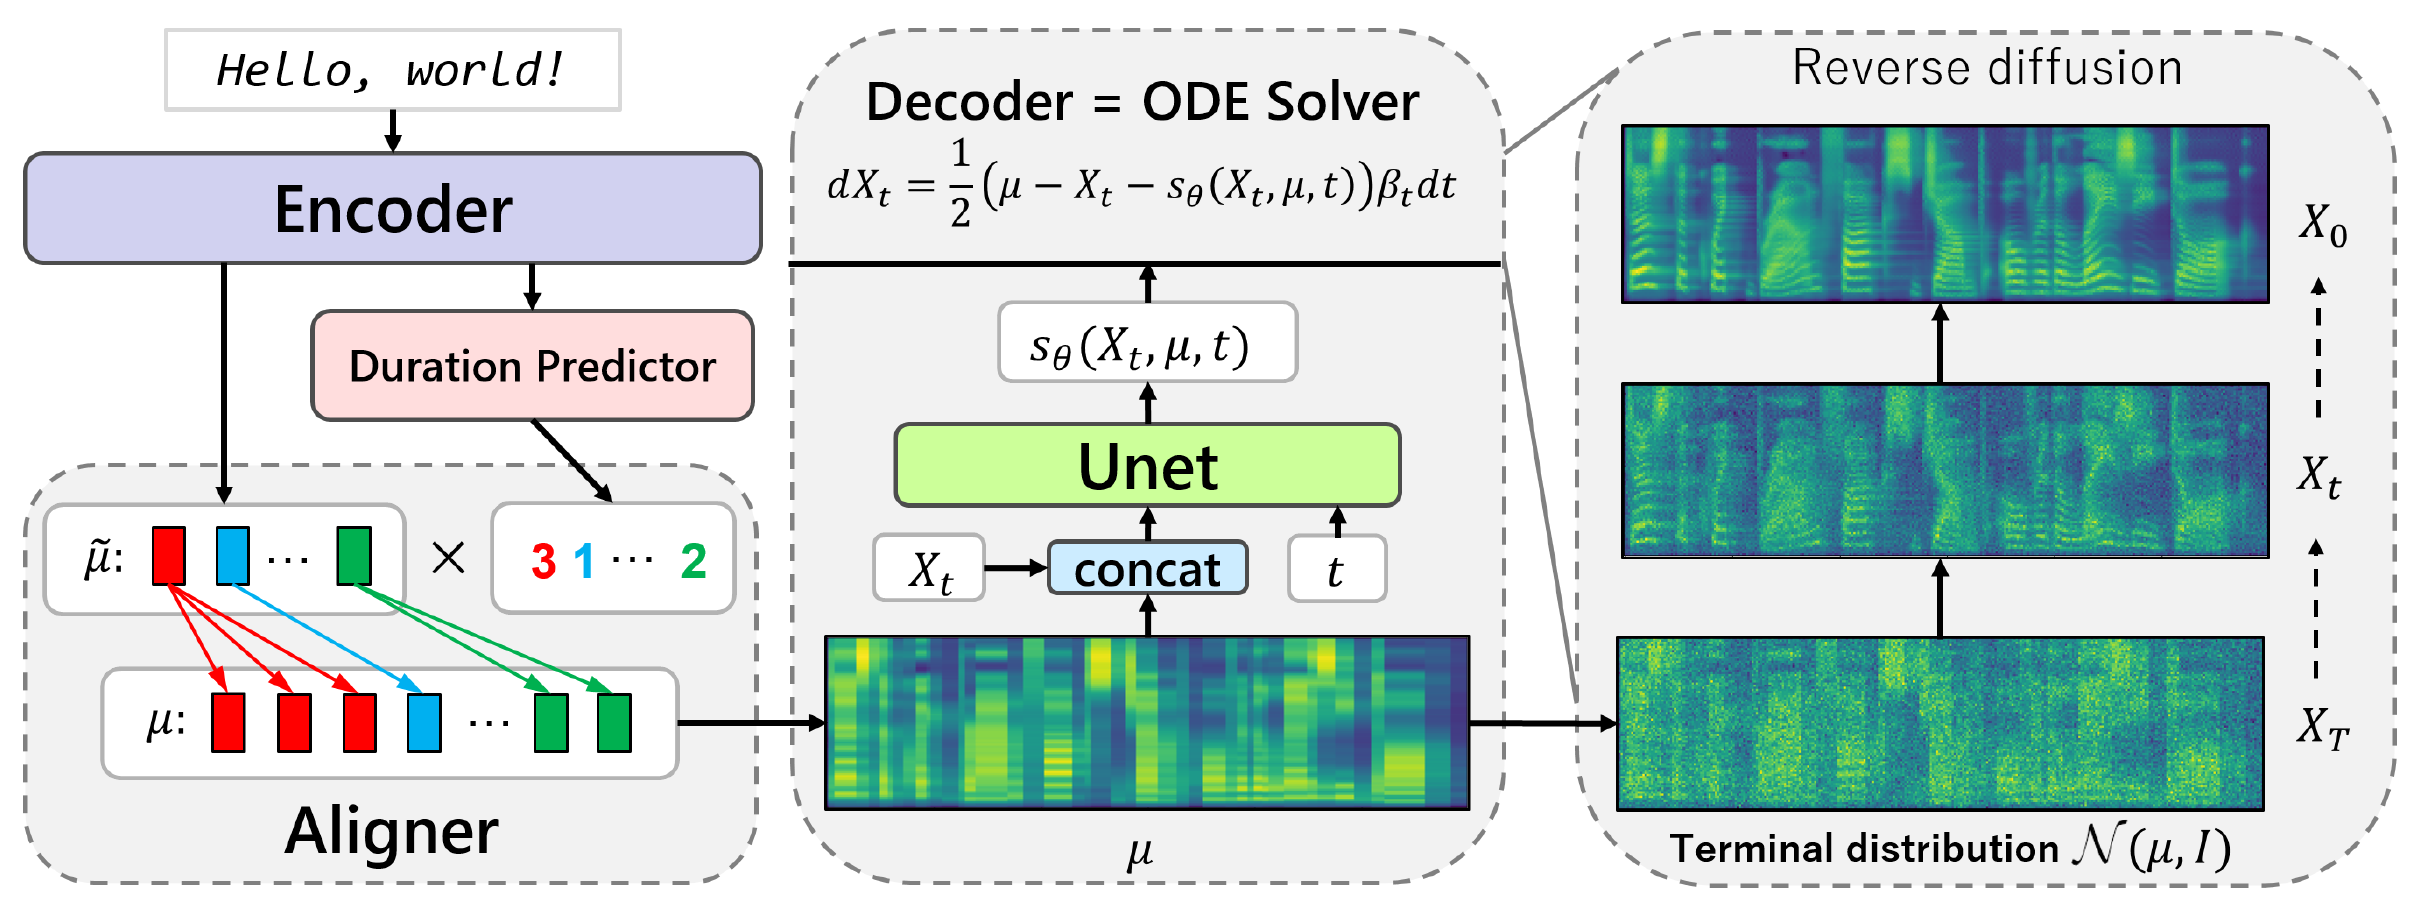 Hello, world!
Encoder
Duration Predictor
μ̃: ⋯ × 3 1 ⋯ 2
μ: ⋯
Aligner
Decoder = ODE Solver
dX_t = 1/2 (μ − X_t − s_θ(X_t, μ, t))β_t dt
s_θ(X_t, μ, t)
Unet
X_t concat t
μ
Reverse diffusion
X_0
X_t
X_T
Terminal distribution 𝒩(μ, I)